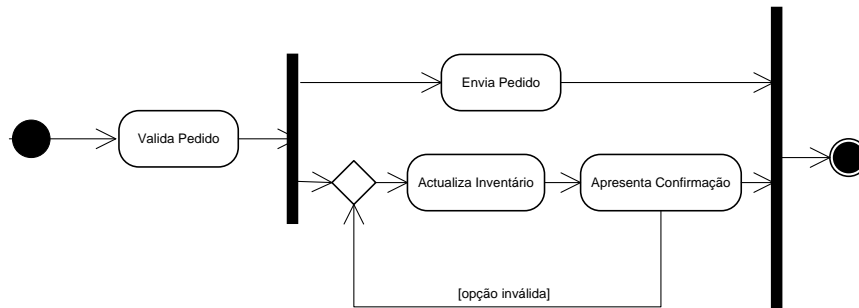 Envia Pedido
Valida Pedido
Actualiza Inventário
Apresenta Confirmação
[opção inválida]